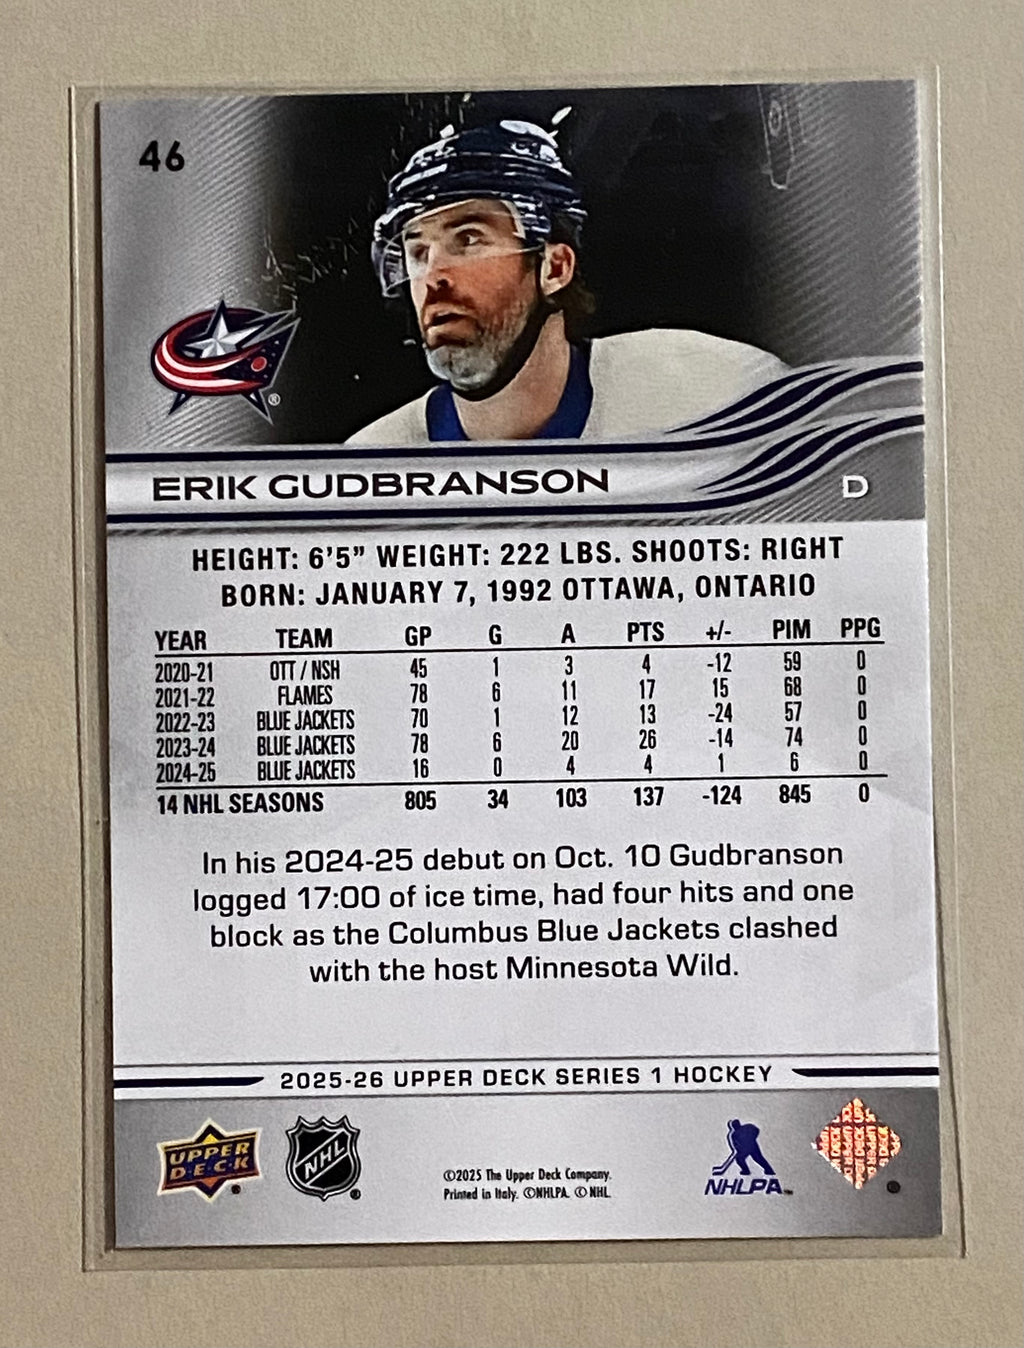 46
®
ERIK GUDBRANSON D
HEIGHT: 6'5” WEIGHT: 222 LBS. SHOOTS: RIGHT
BORN: JANUARY 7, 1992 OTTAWA, ONTARIO
YEAR TEAM GP G A PTS +/- PIM PPG
2020-21 OTT / NSH 45 1 3 4 -12 59 0
2021-22 FLAMES 78 6 11 17 15 68 0
2022-23 BLUE JACKETS 70 1 12 13 -24 57 0
2023-24 BLUE JACKETS 78 6 20 26 -14 74 0
2024-25 BLUE JACKETS 16 0 4 4 1 6 0
14 NHL SEASONS 805 34 103 137 -124 845 0
In his 2024-25 debut on Oct. 10 Gudbranson
logged 17:00 of ice time, had four hits and one
block as the Columbus Blue Jackets clashed
with the host Minnesota Wild.
2025-26 UPPER DECK SERIES 1 HOCKEY
UPPER
DECK
NHL
©2025 The Upper Deck Company.
Printed in Italy. ©NHLPA. © NHL
NHLPA